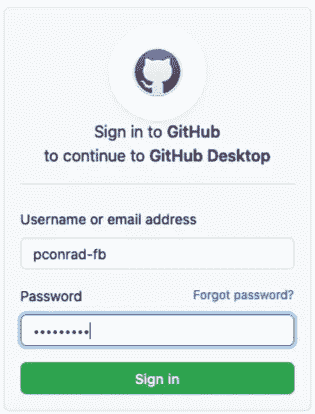 Sign in to GitHub
to continue to GitHub Desktop
Username or email address
pconrad-fb
Password Forgot password?
•••••••••
Sign in